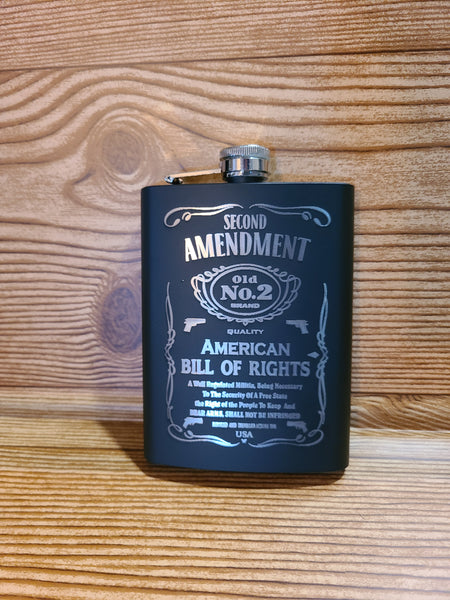 SECOND
AMENDMENT
Old
No.2
BRAND
QUALITY
AMERICAN
BILL OF RIGHTS
A Well Regulated Militia, Being Necessary
To The Security Of A Free State
the Right of the People To Keep And
BEAR ARMS, SHALL NOT BE INFRINGED
AND
USA